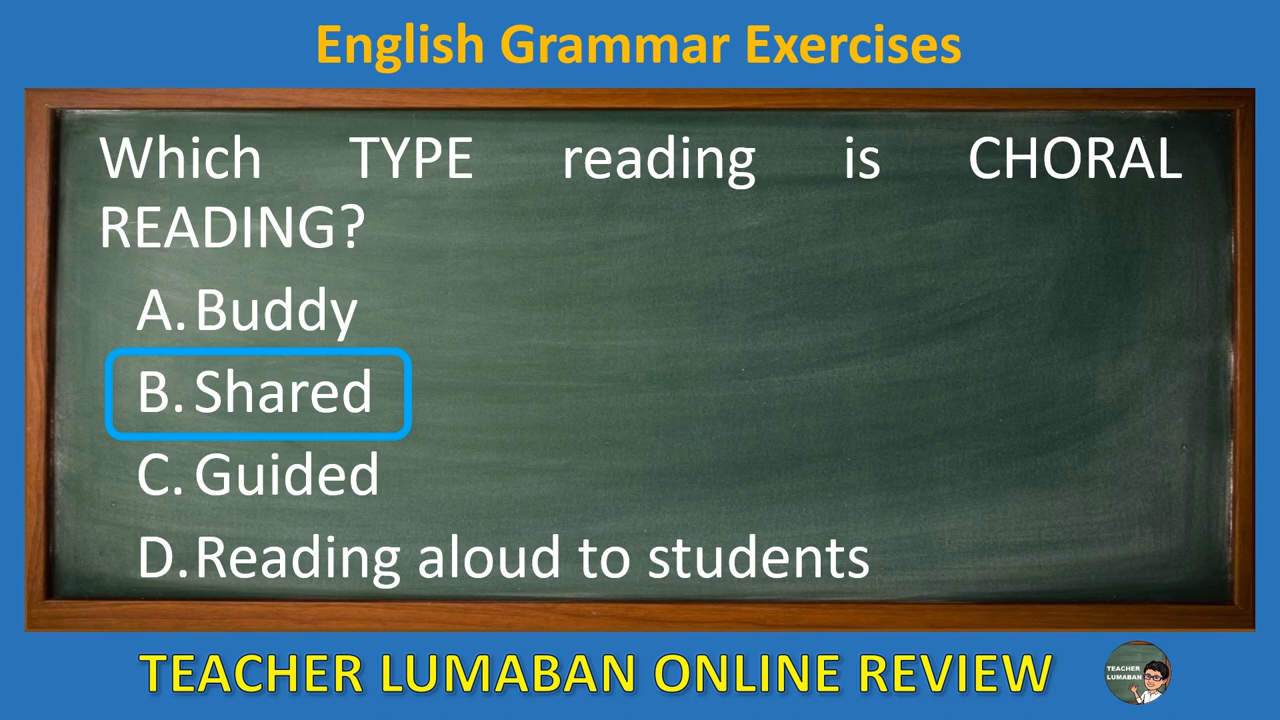 English Grammar Exercises
Which TYPE reading is CHORAL
READING?
A. Buddy
B. Shared
C. Guided
D. Reading aloud to students
TEACHER LUMABAN ONLINE REVIEW
TEACHER
LUMABAN